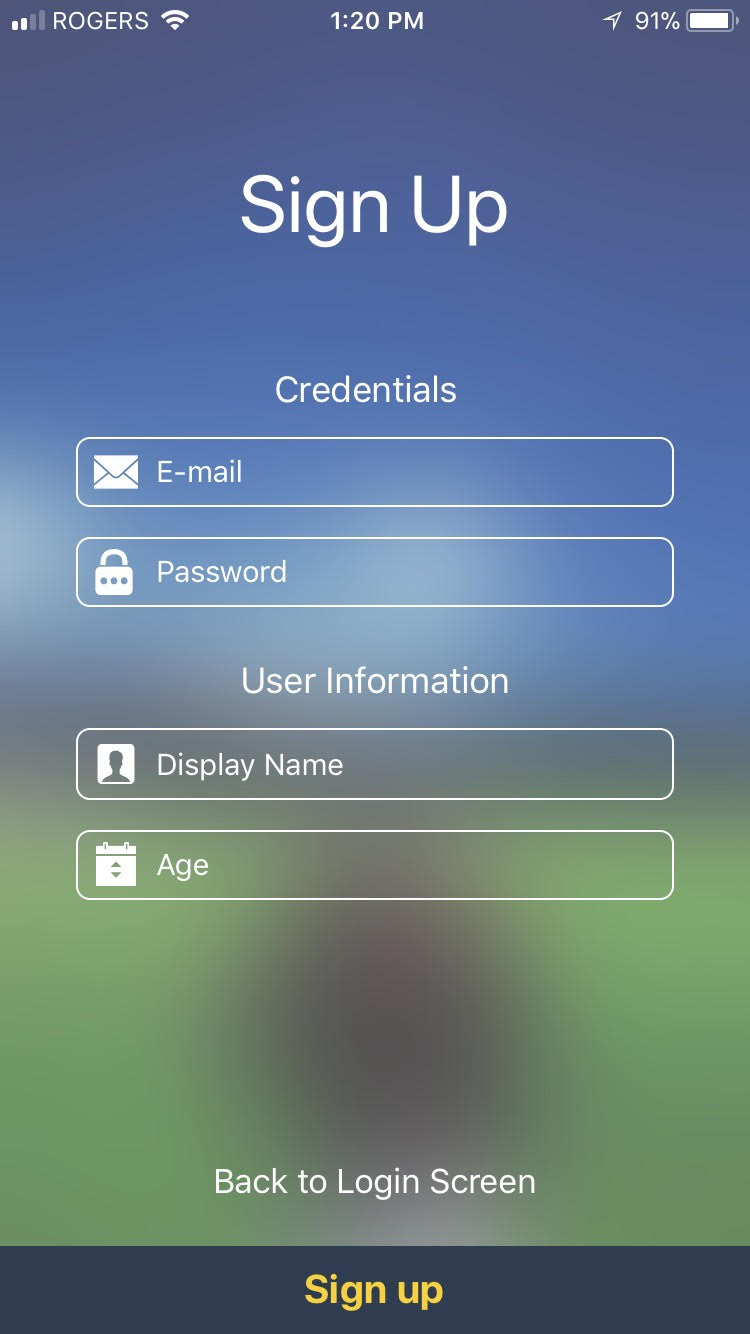 ROGERS 1:20 PM 91%
Sign Up
Credentials
E-mail
Password
User Information
Display Name
Age
Back to Login Screen
Sign up